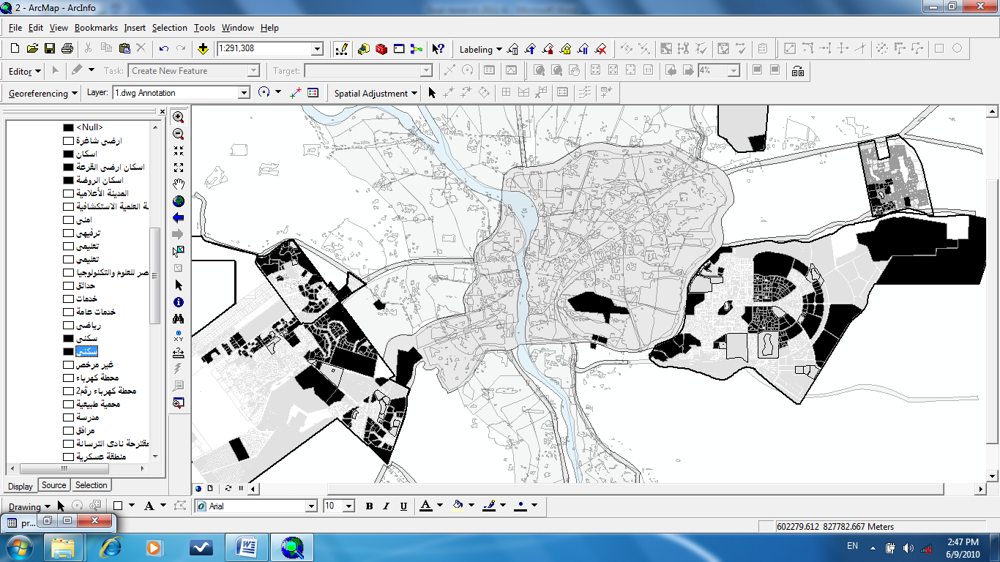 2 - ArcMap - ArcInfo
File Edit View Bookmarks Insert Selection Tools Window Help
1:291,308 Labeling
Editor Task: Create New Feature Target: 4%
Georeferencing Layer: 1.dwg Annotation Spatial Adjustment
<Null>
ارضى شاغرة
اسكان
اسكان ارضى القرعة
اسكان الروضة
المدينة الأعلامية
ة العلمية الاستكشافية
امنى
ترفيهى
تعليمى
تعليمي
صر للعلوم والتكنولوجيا
حدائق
خدمات
خدمات عامة
رياضى
سكنى
سكني
غير مرخص
محطة كهرباء
محطة كهرباء رقم2
محمية طبيعية
مدرسة
مرافق
مقترحة نادى الترسانة
منطقة عسكرية
Display Source Selection
Drawing A Arial 10 B I U A
pr...
602279.612 827782.667 Meters
EN 2:47 PM
6/9/2010